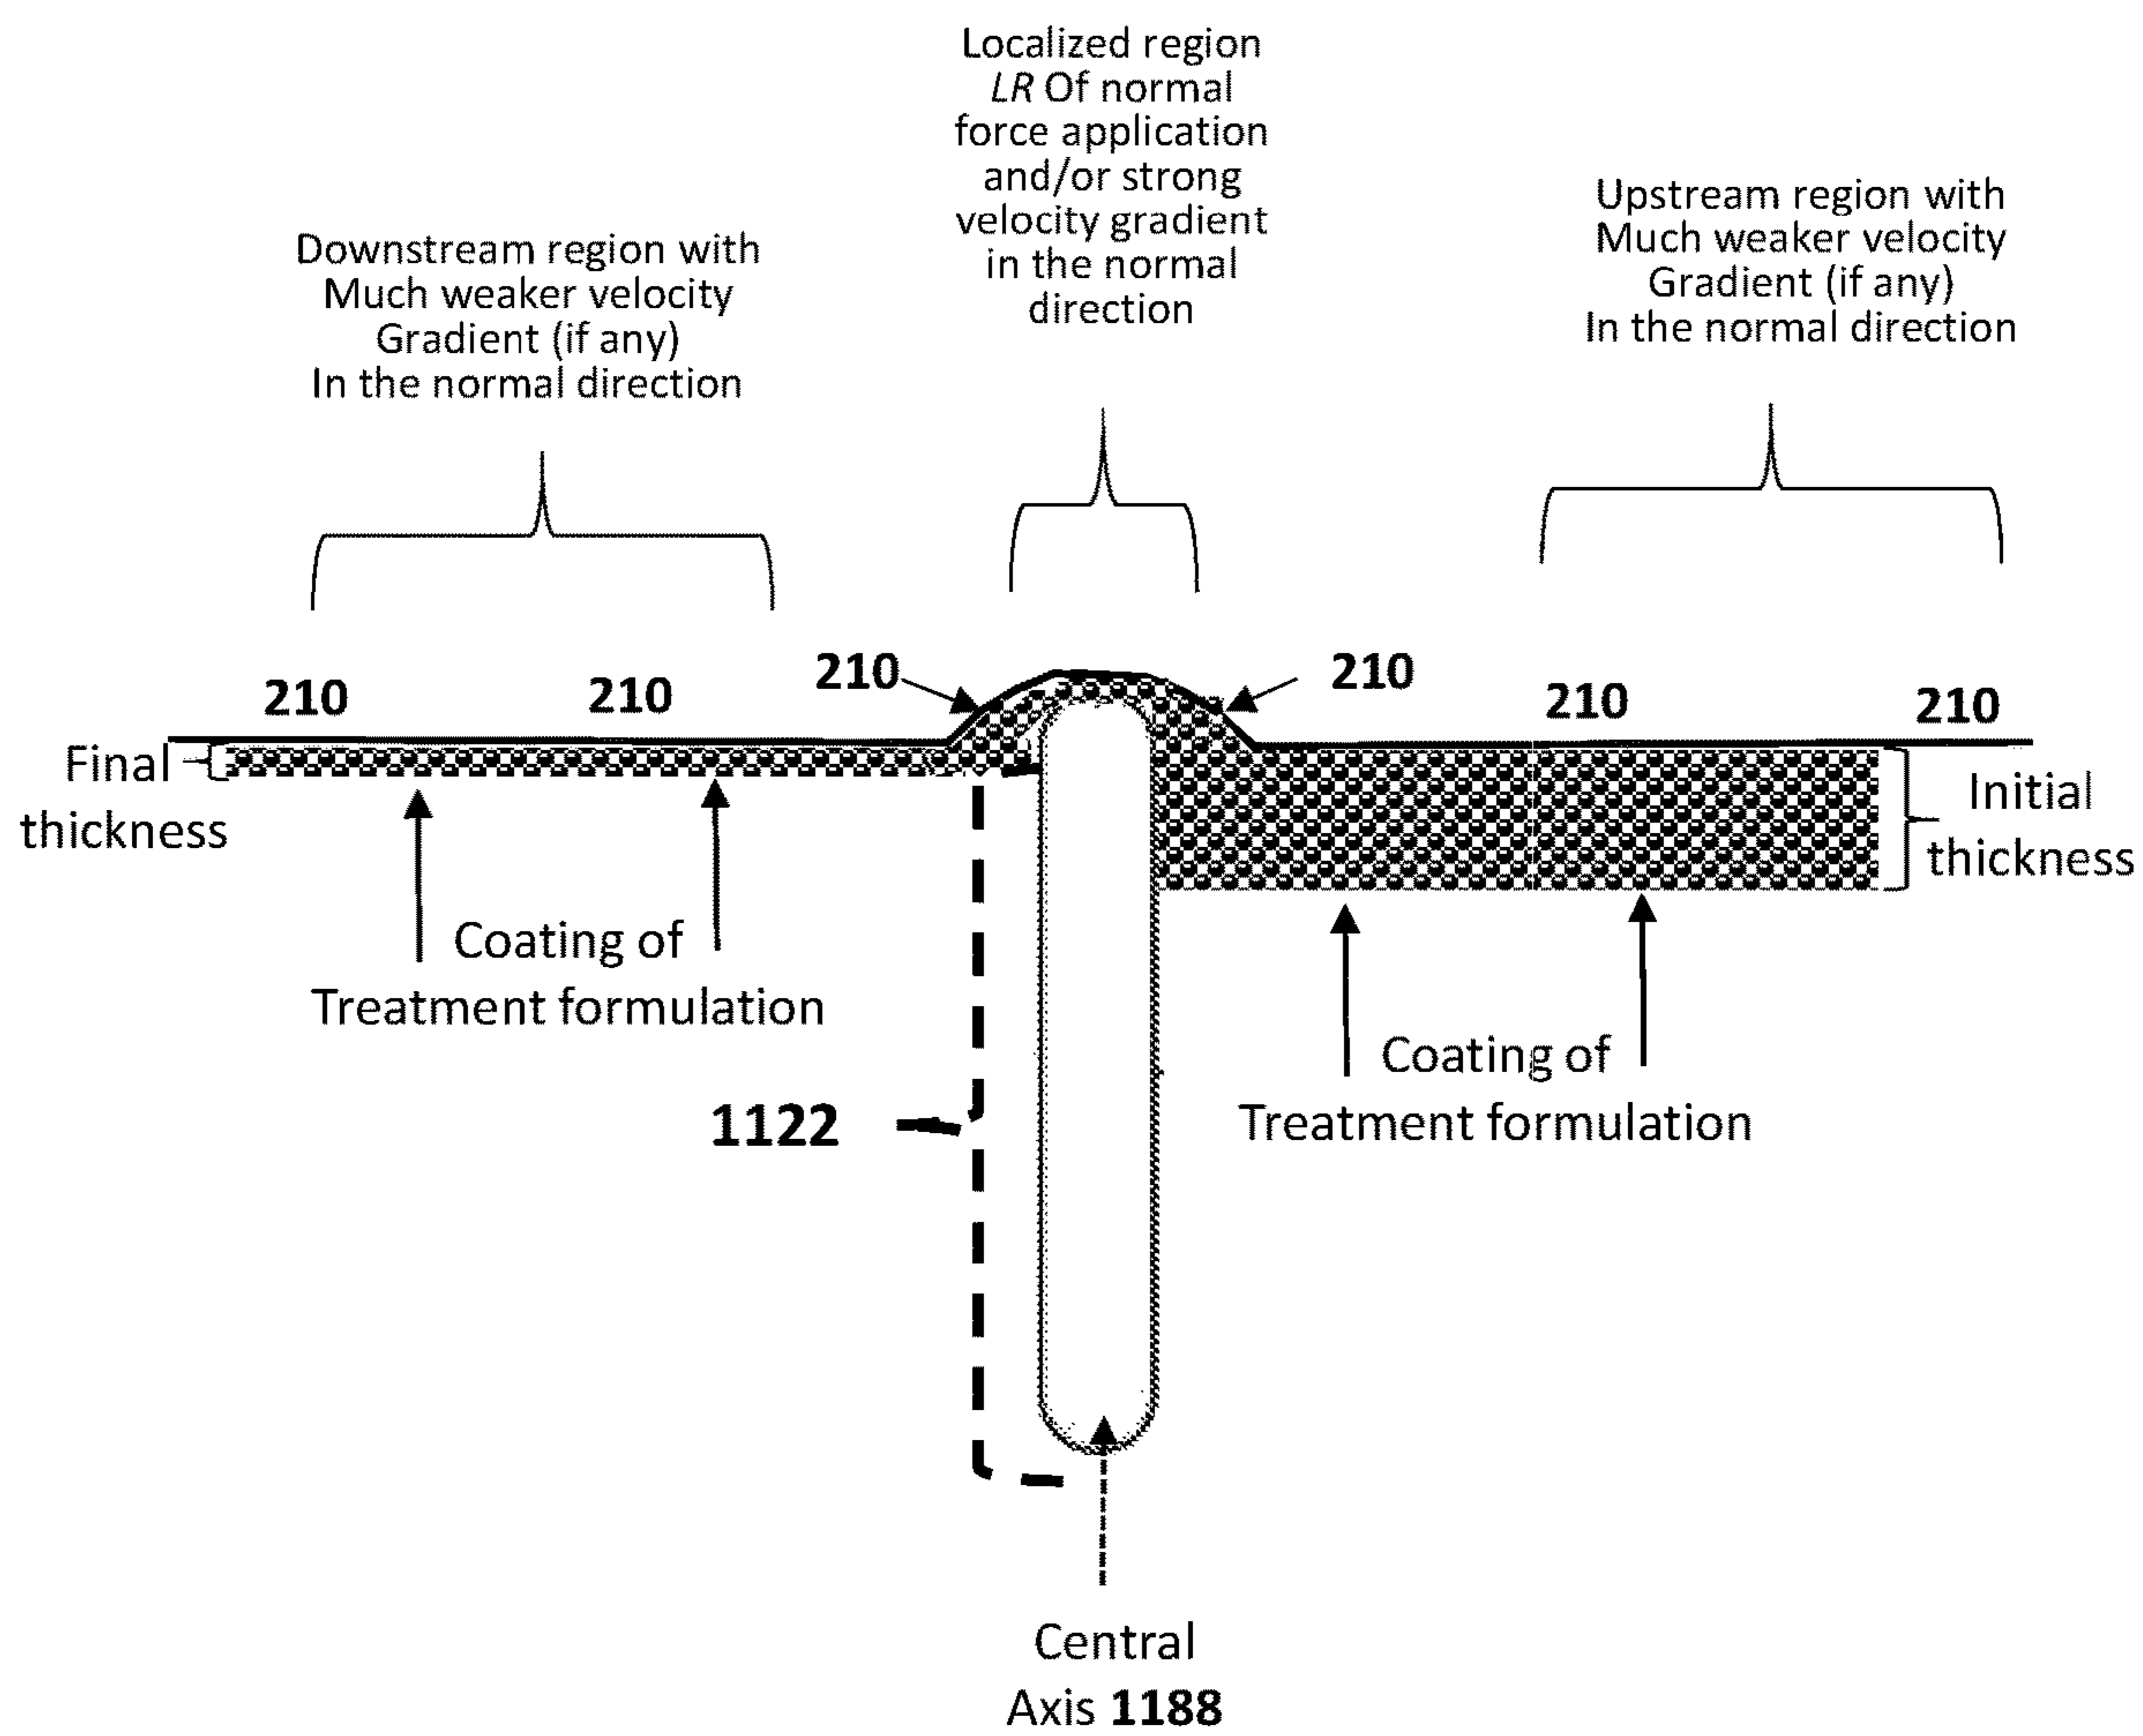 Localized region
LR Of normal
force application
and/or strong
velocity gradient
in the normal
direction
Downstream region with
Much weaker velocity
Gradient (if any)
In the normal direction
Upstream region with
Much weaker velocity
Gradient (if any)
In the normal direction
210
210
210
210
210
210
Final
thickness
Initial
thickness
Coating of
Treatment formulation
Coating of
Treatment formulation
1122
Central
Axis 1188